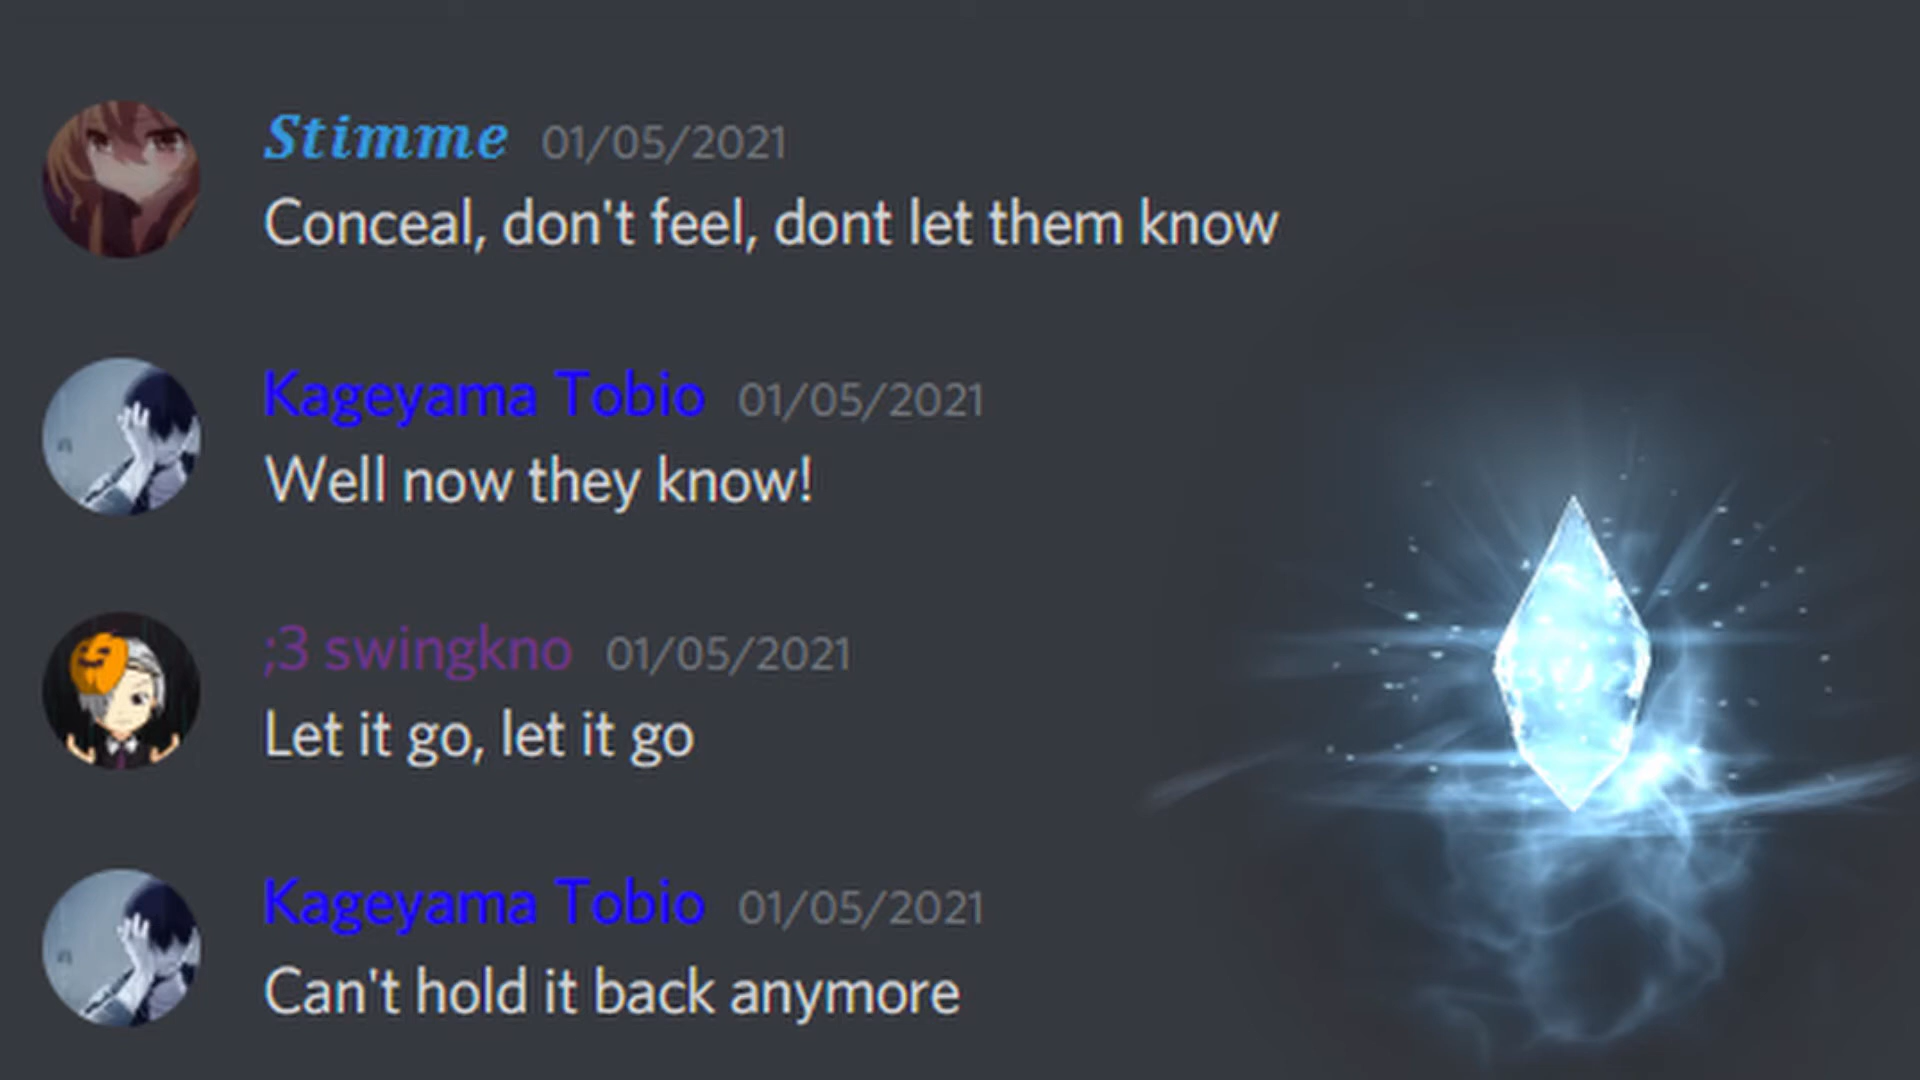 Stimme 01/05/2021
Conceal, don't feel, dont let them know
Kageyama Tobio 01/05/2021
Well now they know!
;3 swingkno 01/05/2021
Let it go, let it go
Kageyama Tobio 01/05/2021
Can't hold it back anymore